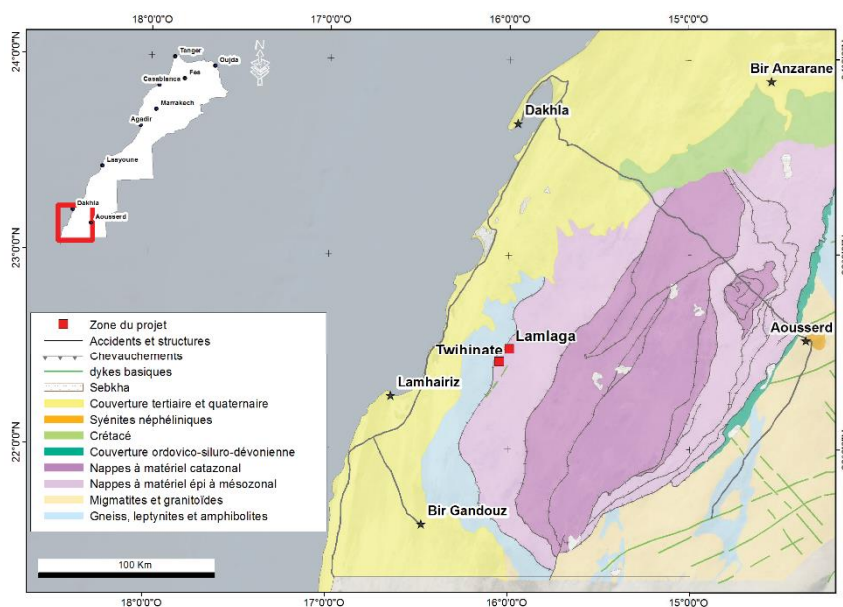 18°0'0"O
17°0'0"O
16°0'0"O
15°0'0"O
24°0'0"N
23°0'0"N
22°0'0"N
Tanger
Oujda
Fes
Casablanca
Marrakech
Agadir
Laayoune
Dakhla
Aousserd
N
Bir Anzarane
Dakhla
Aousserd
Lamlaga
Twihinate
Lamhairiz
Bir Gandouz
Zone du projet
Accidents et structures
Chevauchements
dykes basiques
Sebkha
Couverture tertiaire et quaternaire
Syénites néphéliniques
Crétacé
Couverture ordovico-siluro-dévonienne
Nappes à matériel catazonal
Nappes à matériel épi à mésozonal
Migmatites et granitoïdes
Gneiss, leptynites et amphibolites
100 Km
18°0'0"O
17°0'0"O
16°0'0"O
15°0'0"O